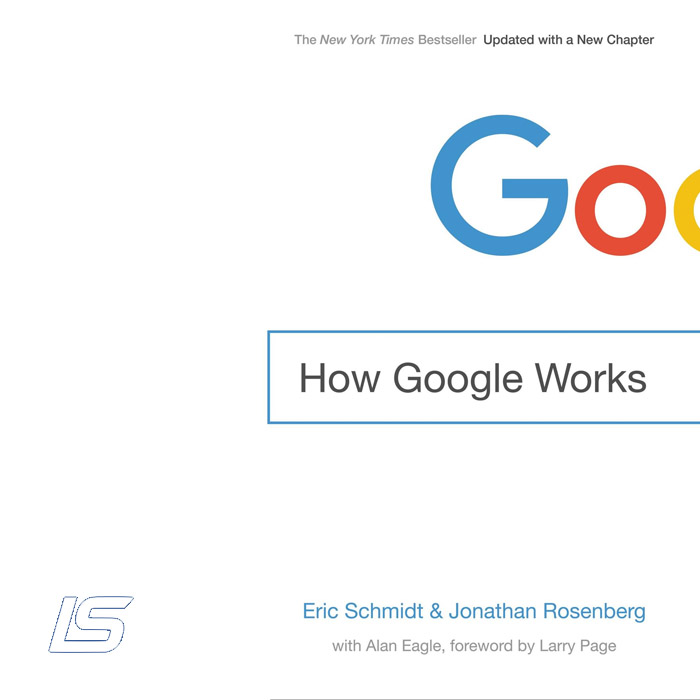 The New York Times Bestseller Updated with a New Chapter
Goo
How Google Works
Eric Schmidt & Jonathan Rosenberg
with Alan Eagle, foreword by Larry Page
LS